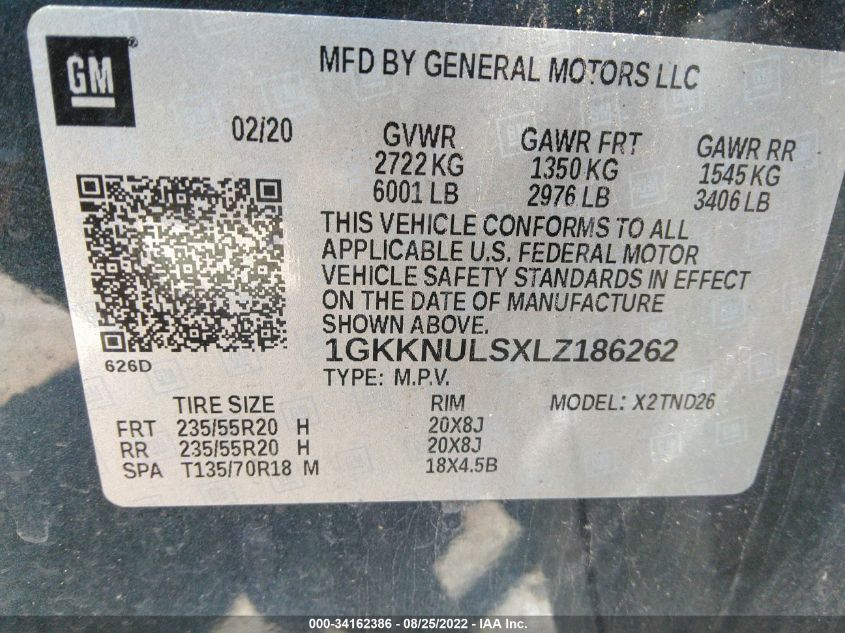 GM
MFD BY GENERAL MOTORS LLC
02/20 GVWR GAWR FRT GAWR RR
2722 KG 1350 KG 1545 KG
6001 LB 2976 LB 3406 LB
THIS VEHICLE CONFORMS TO ALL
APPLICABLE U.S. FEDERAL MOTOR
VEHICLE SAFETY STANDARDS IN EFFECT
ON THE DATE OF MANUFACTURE
SHOWN ABOVE.
1GKKNULSXLZ186262
626D
TYPE: M.P.V. MODEL: X2TND26
TIRE SIZE RIM
FRT 235/55R20 H 20X8J
RR 235/55R20 H 20X8J
SPA T135/70R18 M 18X4.5B
000-34162386 - 08/25/2022 - IAA Inc.